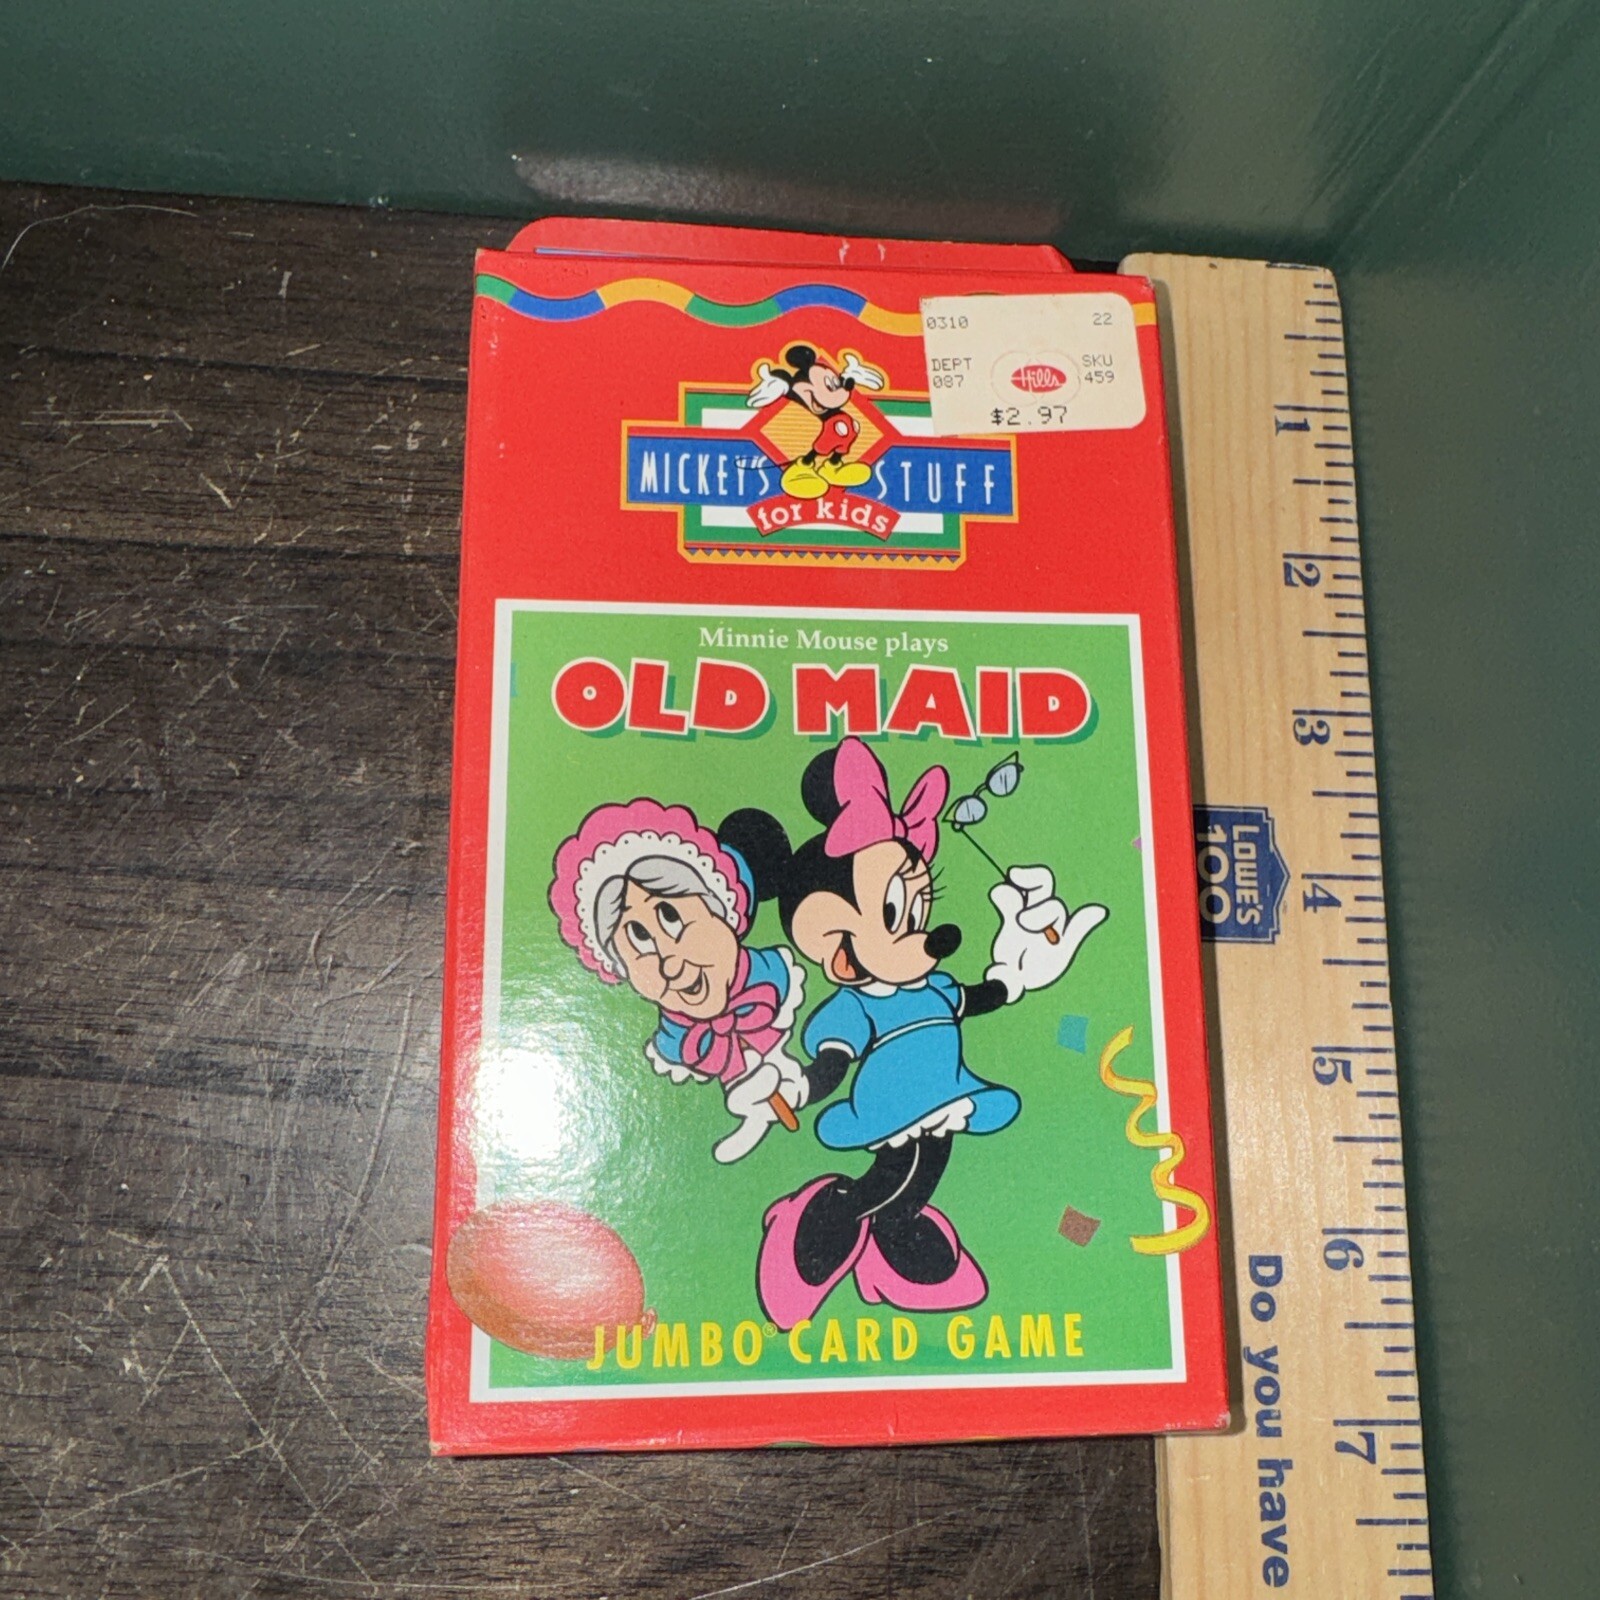 0310 22
DEPT SKU
087 Hills 459
$2.97
MICKEY'S STUFF
for kids
Minnie Mouse plays
OLD MAID
JUMBO® CARD GAME
1
2
3
4
5
6
7
LOWE'S
100
Do you have